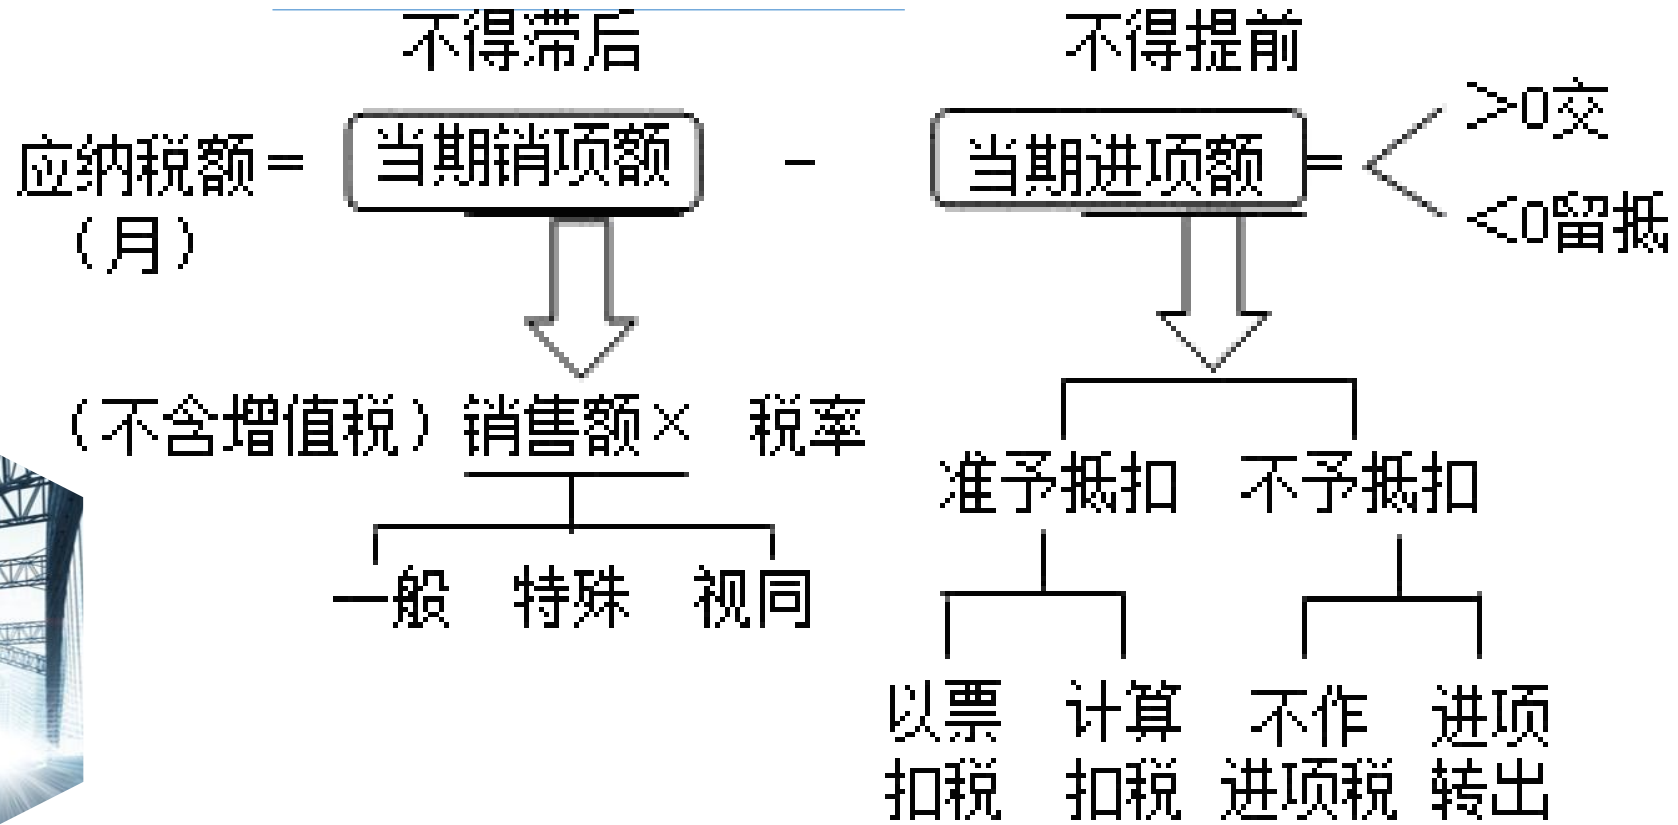 不得滞后 不得提前
应纳税额= 当期销项额 - 当期进项额 = >0交
（月） <0留抵
（不含增值税）销售额× 税率
准予抵扣 不予抵扣
一般 特殊 视同
以票 计算 不作 进项
扣税 扣税 进项税 转出